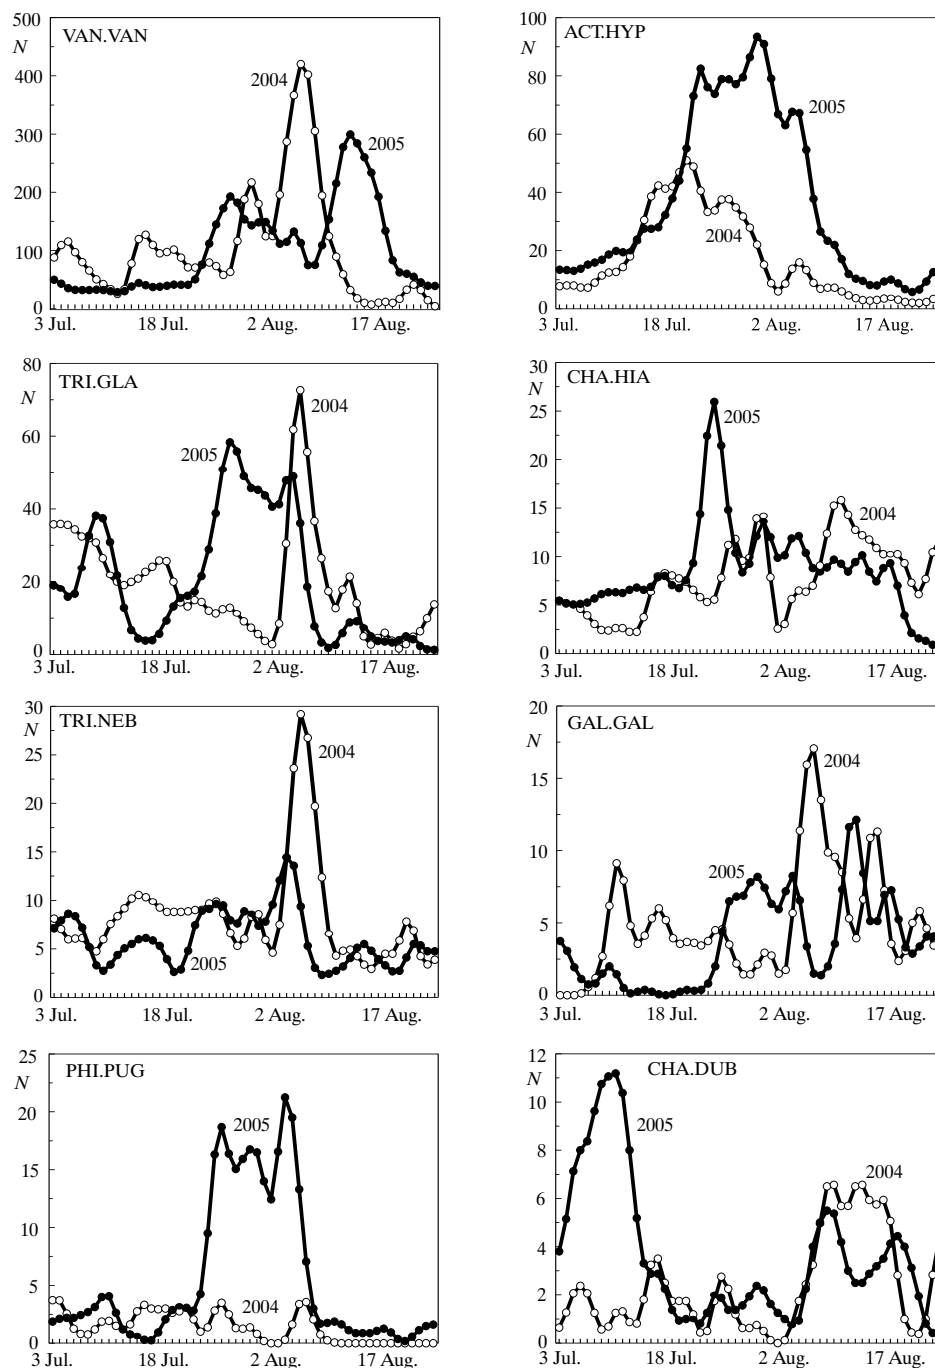 VAN.VAN
N
500
400
300
200
100
0
2004
2005
3 Jul.
18 Jul.
2 Aug.
17 Aug.
ACT.HYP
N
100
80
60
40
20
0
2005
2004
3 Jul.
18 Jul.
2 Aug.
17 Aug.
TRI.GLA
N
80
60
40
20
0
2005
2004
3 Jul.
18 Jul.
2 Aug.
17 Aug.
CHA.HIA
N
30
25
20
15
10
5
0
2005
2004
3 Jul.
18 Jul.
2 Aug.
17 Aug.
TRI.NEB
N
30
25
20
15
10
5
0
2004
2005
3 Jul.
18 Jul.
2 Aug.
17 Aug.
GAL.GAL
N
20
15
10
5
0
2004
2005
3 Jul.
18 Jul.
2 Aug.
17 Aug.
PHI.PUG
N
25
20
15
10
5
0
2005
2004
3 Jul.
18 Jul.
2 Aug.
17 Aug.
CHA.DUB
N
12
10
8
6
4
2
0
2005
2004
3 Jul.
18 Jul.
2 Aug.
17 Aug.